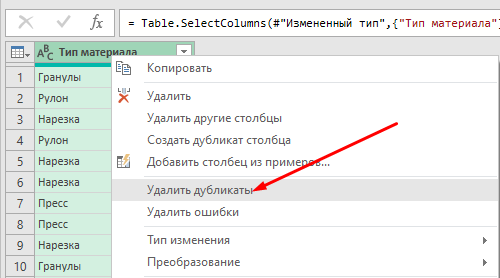 = Table.SelectColumns(#"Измененный тип",{"Тип материала"}
ABC Тип материала
1 Гранулы
Копировать
2 Рулон
Удалить
3 Нарезка
Удалить другие столбцы
4 Рулон
Создать дубликат столбца
5 Нарезка
Добавить столбец из примеров...
6 Нарезка
Удалить дубликаты
7 Пресс
Удалить ошибки
8 Пресс
9 Нарезка
Тип изменения
10 Гранулы
Преобразование